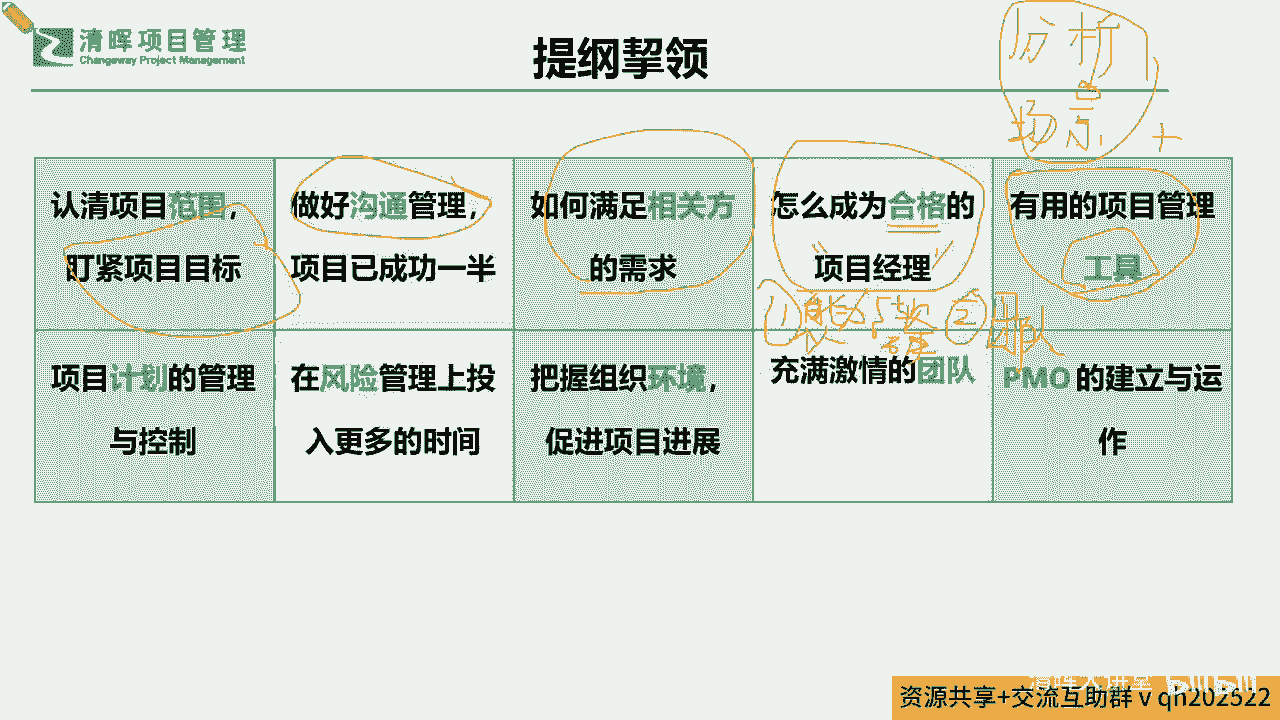 清晖项目管理
Changeway Project Management
提纲挈领
分析
场景 +
认清项目范围，
盯紧项目目标
做好沟通管理，
项目已成功一半
如何满足相关方
的需求
怎么成为合格的
项目经理
有用的项目管理
工具
① ②团队
项目计划的管理
与控制
在风险管理上投
入更多的时间
把握组织环境，
促进项目进展
充满激情的团队
PMO 的建立与运
作
清晖大讲堂 bilibili
资源共享+交流互助群 v qh202522